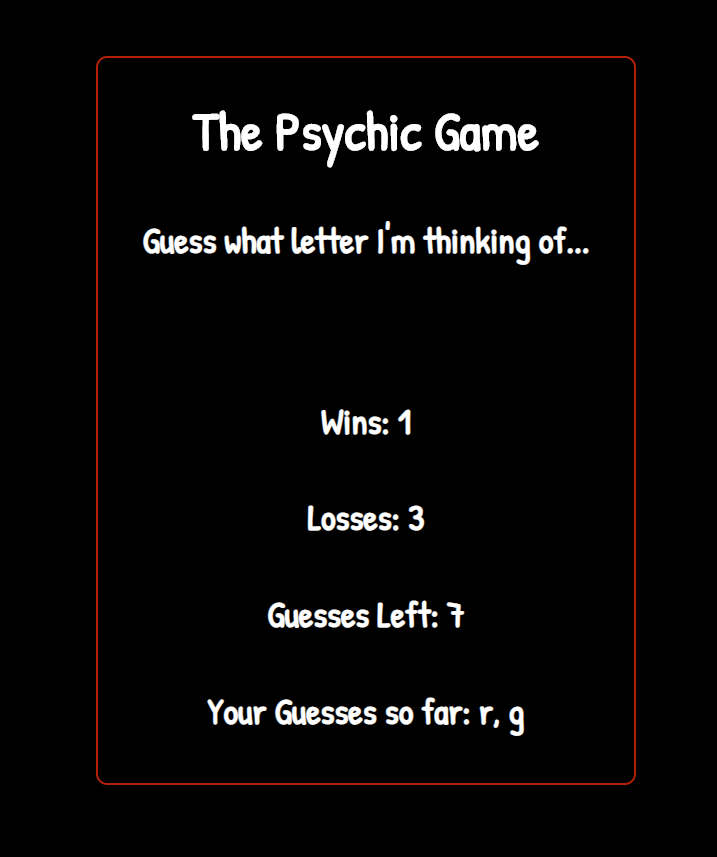 The Psychic Game
Guess what letter I'm thinking of...
Wins: 1
Losses: 3
Guesses Left: 7
Your Guesses so far: r, g